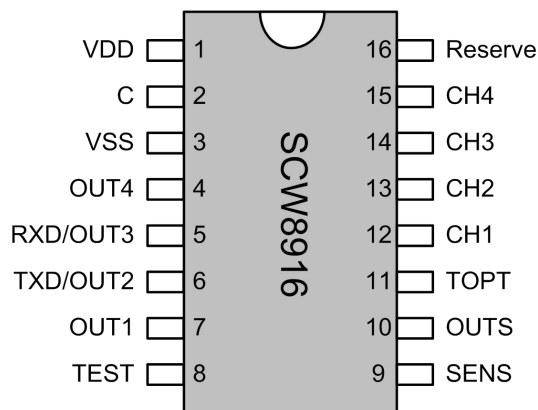 VDD 1 16 Reserve
C 2 15 CH4
VSS 3 14 CH3
OUT4 4 13 CH2
RXD/OUT3 5 12 CH1
TXD/OUT2 6 11 TOPT
OUT1 7 10 OUTS
TEST 8 9 SENS
SCW8916